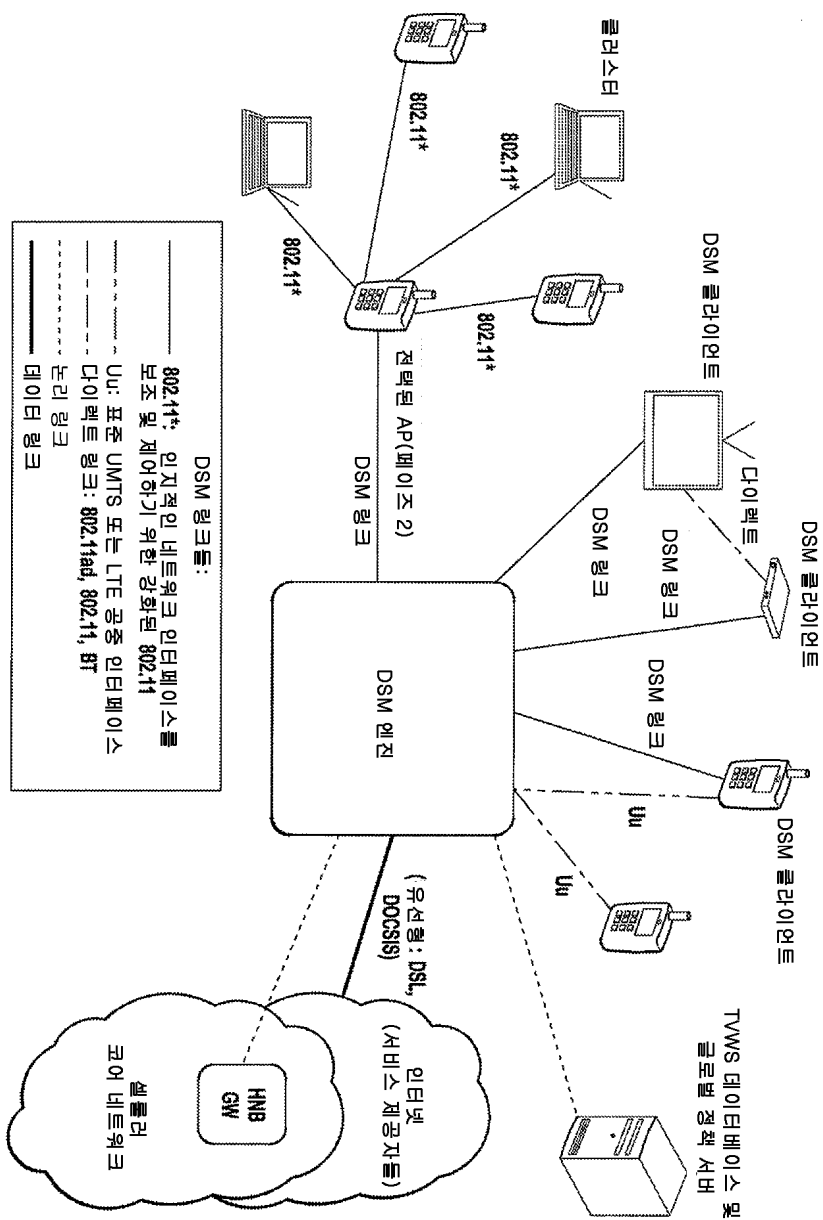 DSM 클라이언트
DSM 클라이언트
다이렉트
TVWS 데이터베이스 및
글로벌 정책 서버
DSM 클라이언트
클러스터
DSM 링크
DSM 링크
DSM 링크
Uu
Uu
802.11*
802.11*
802.11*
802.11*
전택된 AP(페이즈 2)
DSM 링크
DSM 엔진
(유선형: DSL,
DOCSIS)
인터넷
(서비스 제공자들)
HNB
GW
셀룰러
코어 네트워크
DSM 링크들:
802.11*: 인지적인 네트워크 인터페이스를
보조 및 제어하기 위한 강화된 802.11
Uu: 표준 UMTS 또는 LTE 공중 인터페이스
다이렉트 링크: 802.11ad, 802.11, BT
논리 링크
데이터 링크